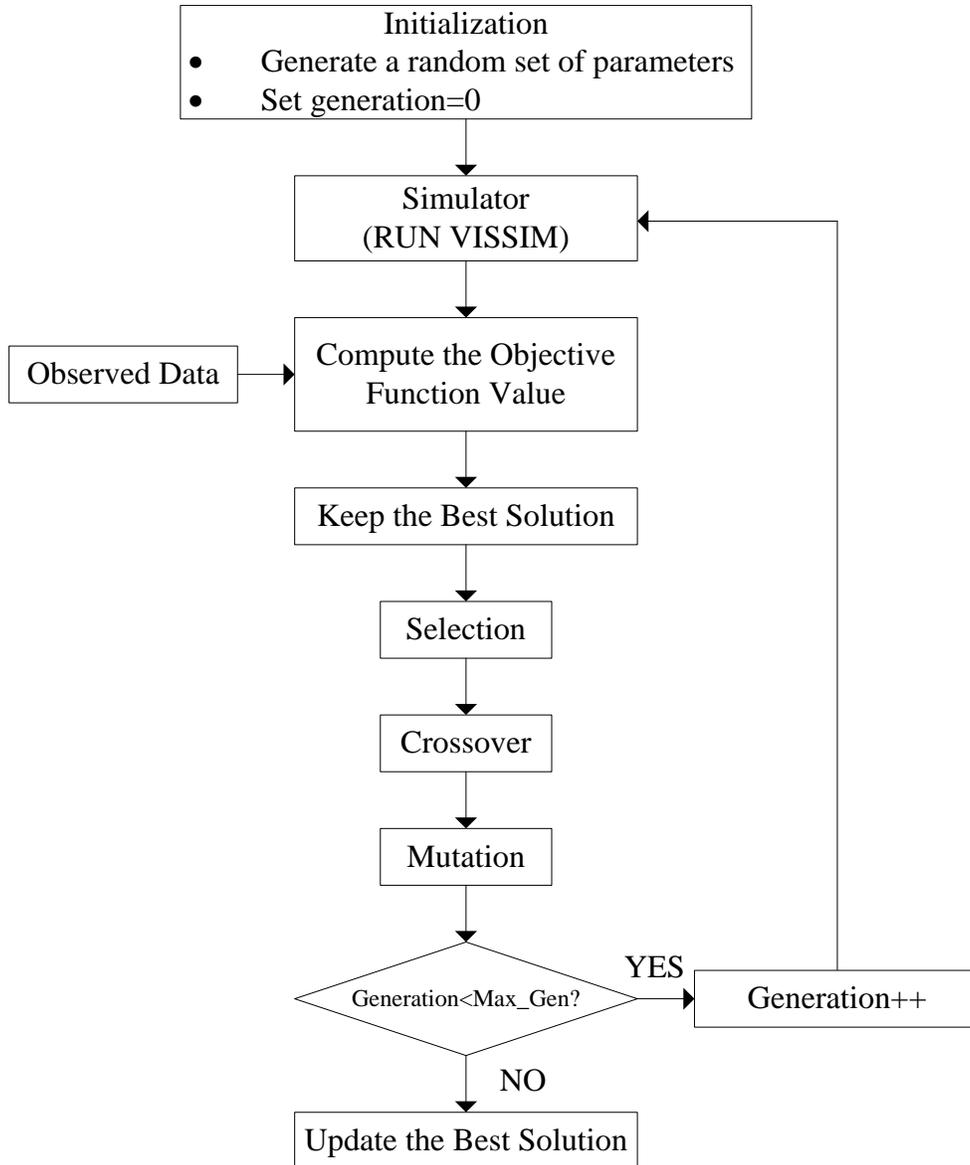 Initialization
• Generate a random set of parameters
• Set generation=0
Simulator
(RUN VISSIM)
Compute the Objective
Function Value
Observed Data
Keep the Best Solution
Selection
Crossover
Mutation
Generation<Max_Gen?
YES
Generation++
NO
Update the Best Solution